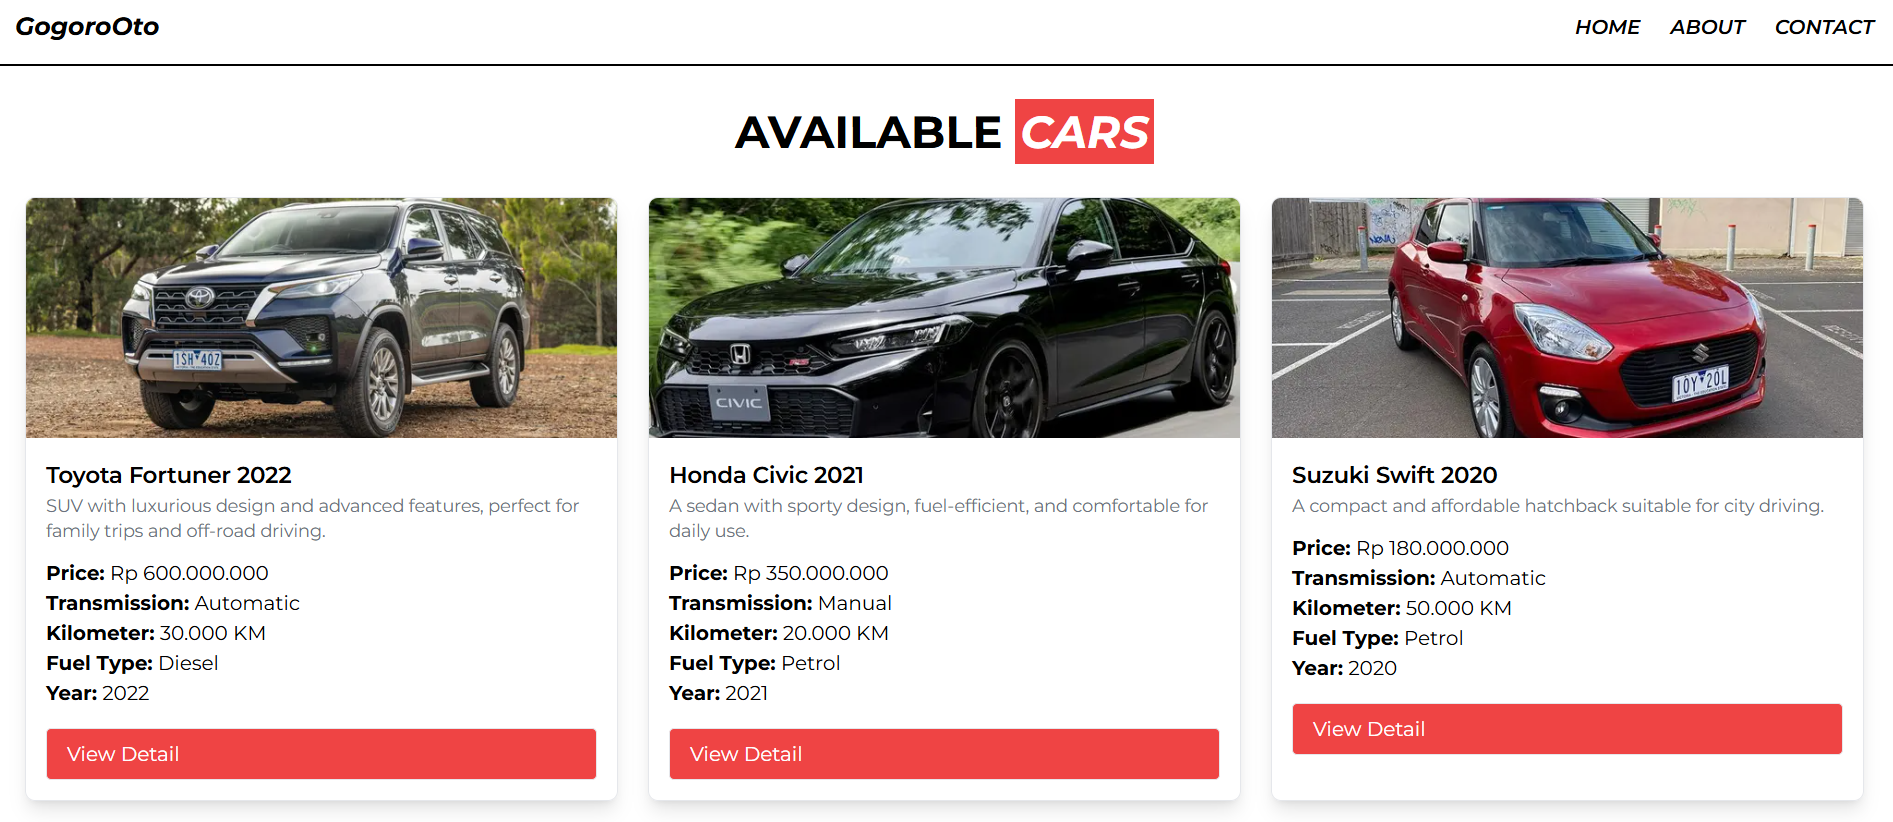 GogoroOto
HOME ABOUT CONTACT
AVAILABLE CARS
1SH 4OZ
CIVIC
RS
1OY 2OL
Toyota Fortuner 2022
SUV with luxurious design and advanced features, perfect for
family trips and off-road driving.
Price: Rp 600.000.000
Transmission: Automatic
Kilometer: 30.000 KM
Fuel Type: Diesel
Year: 2022
View Detail
Honda Civic 2021
A sedan with sporty design, fuel-efficient, and comfortable for
daily use.
Price: Rp 350.000.000
Transmission: Manual
Kilometer: 20.000 KM
Fuel Type: Petrol
Year: 2021
View Detail
Suzuki Swift 2020
A compact and affordable hatchback suitable for city driving.
Price: Rp 180.000.000
Transmission: Automatic
Kilometer: 50.000 KM
Fuel Type: Petrol
Year: 2020
View Detail